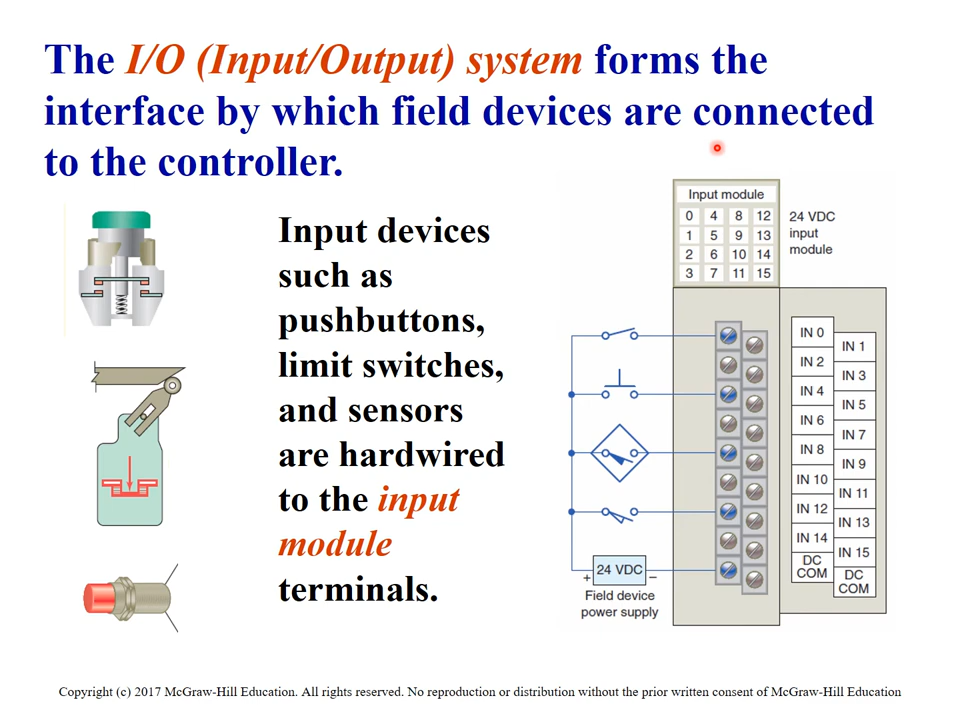 The I/O (Input/Output) system forms the
interface by which field devices are connected
to the controller.
Input devices
such as
pushbuttons,
limit switches,
and sensors
are hardwired
to the input
module
terminals.
Input module
0 4 8 12
1 5 9 13
2 6 10 14
3 7 11 15
24 VDC
input
module
IN 0
IN 1
IN 2
IN 3
IN 4
IN 5
IN 6
IN 7
IN 8
IN 9
IN 10
IN 11
IN 12
IN 13
IN 14
IN 15
DC
COM
DC
COM
+ 24 VDC −
Field device
power supply
Copyright (c) 2017 McGraw-Hill Education. All rights reserved. No reproduction or distribution without the prior written consent of McGraw-Hill Education